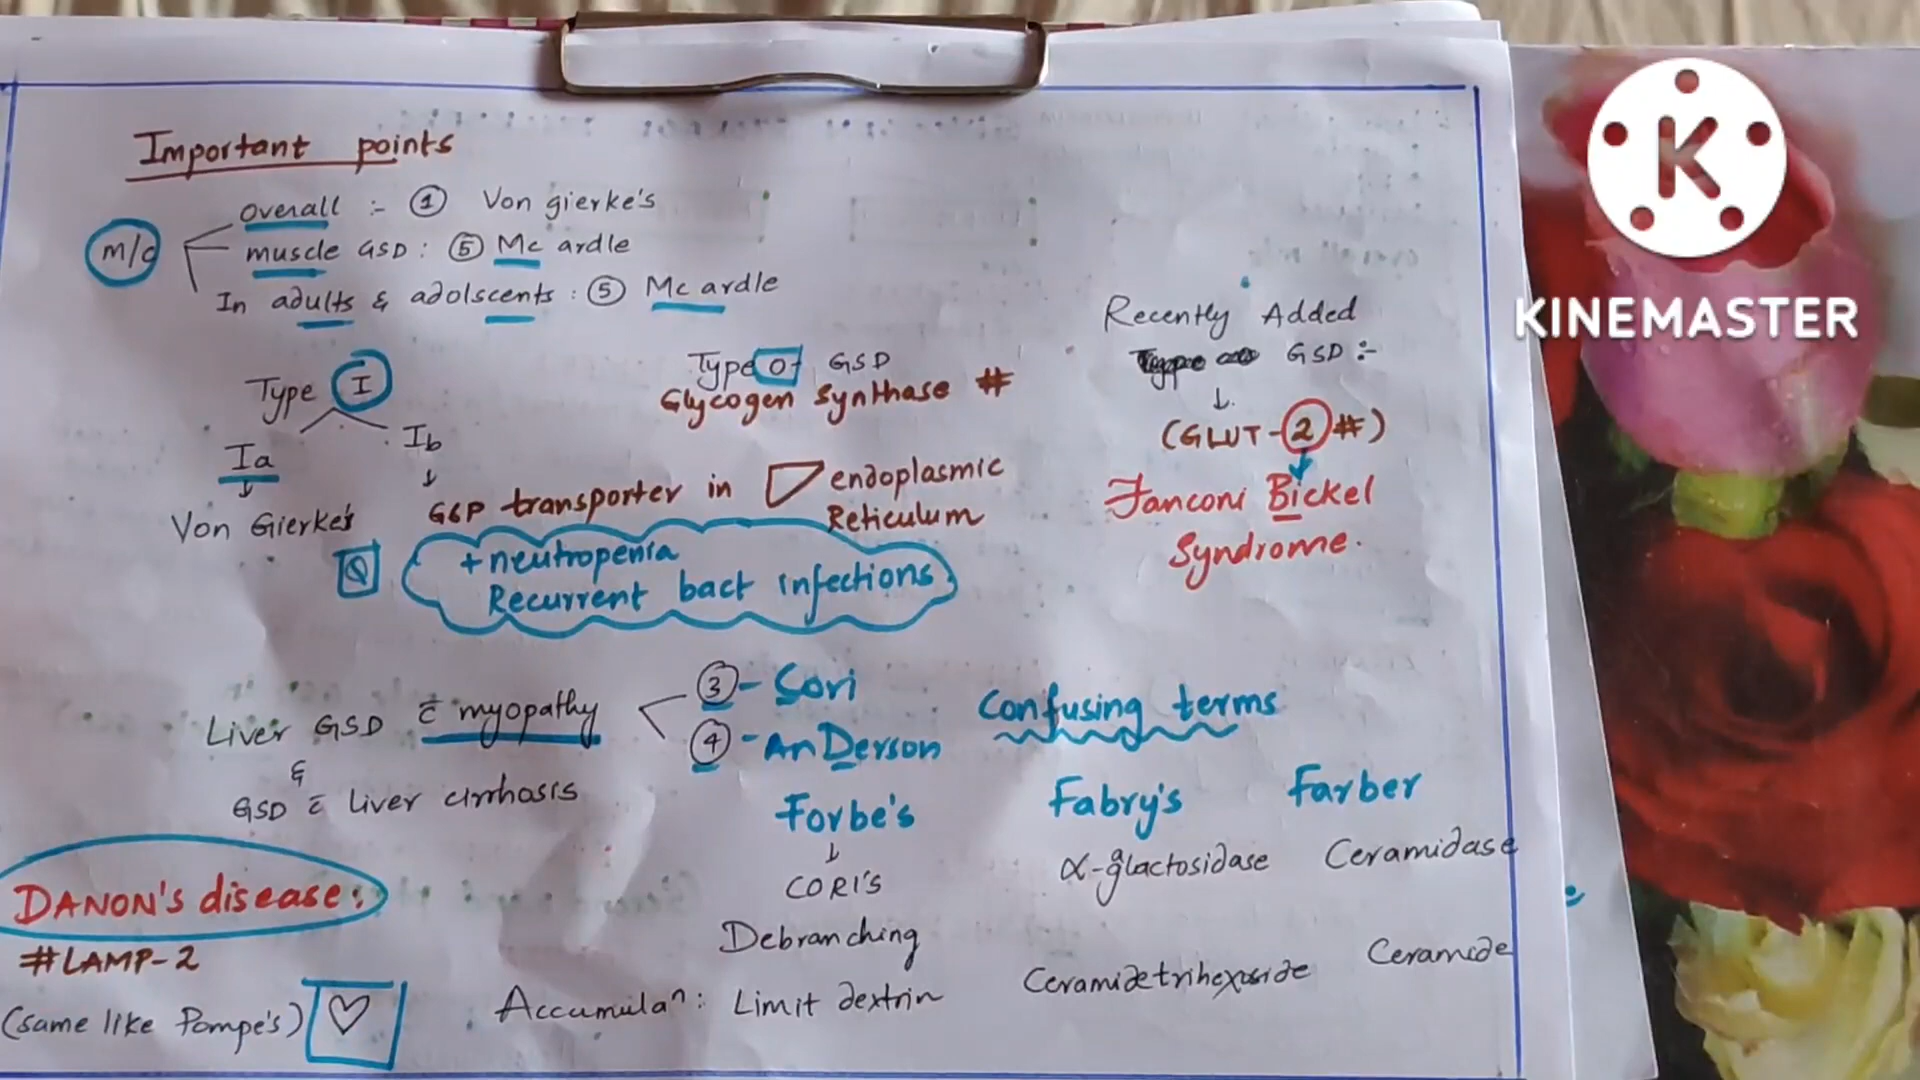 Important points
m/c
Overall :- ① Von gierke's
muscle GSD : ⑤ Mc ardle
In adults & adolscents : ⑤ Mc ardle
Type I
Ia
Ib
Von Gierke's
G6P transporter in endoplasmic
Reticulum
Q
+neutropenia
Recurrent bact infections
Type 0 GSD
Glycogen Synthase #
Recently Added
GSD :-
(GLUT-2 #)
Fanconi Bickel
Syndrome.
Liver GSD c̄ myopathy
&
GSD c̄ liver cirrhosis
③ - Cori
④ - AnDerson
Forbe's
CORI'S
Debranching
Accumulaⁿ : Limit dextrin
Confusing terms
Fabry's
α-glactosidase
Ceramidetrihexoside
Farber
Ceramidase
Ceramide
DANON's disease :
#LAMP-2
(same like Pompe's) ♡
K
KINEMASTER